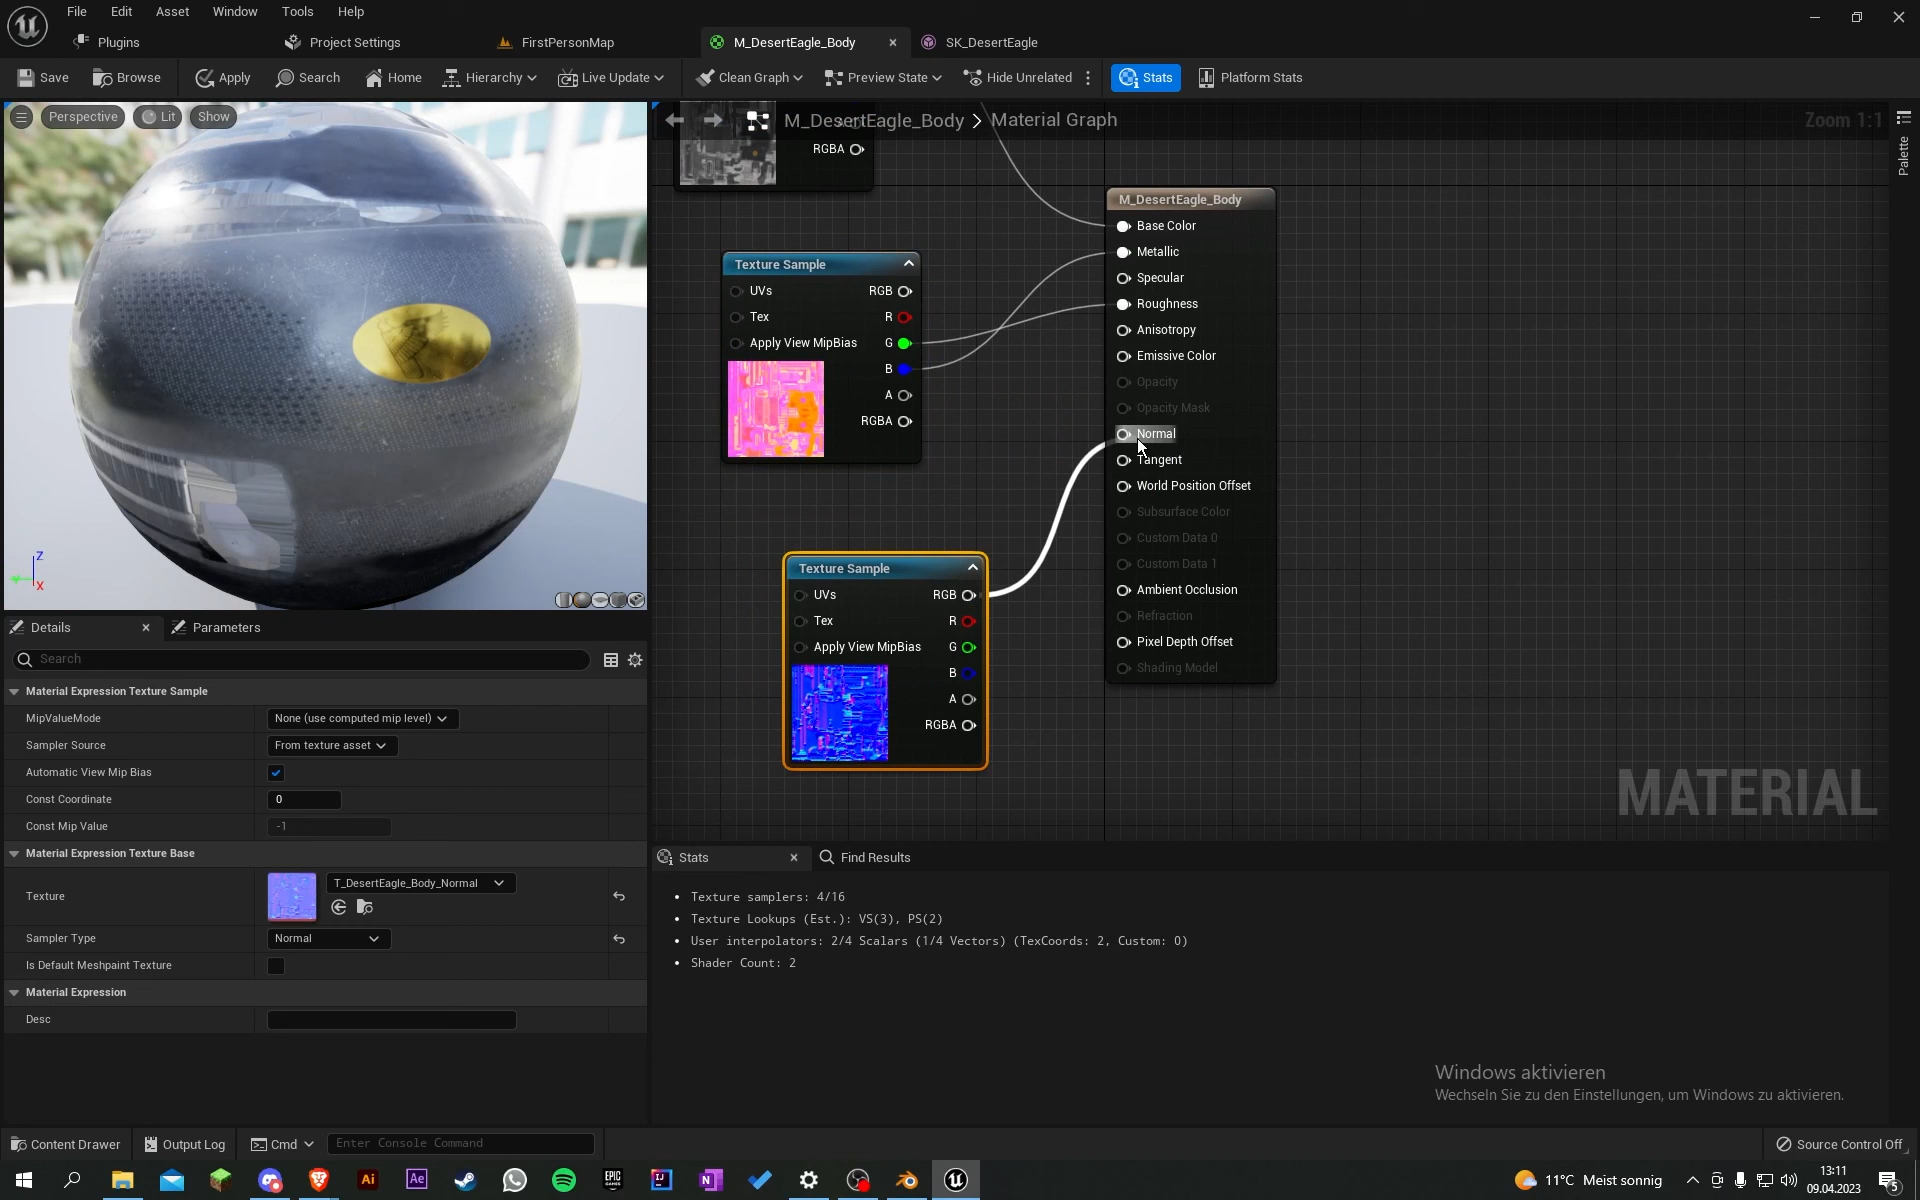 File Edit Asset Window Tools Help
Plugins Project Settings FirstPersonMap M_DesertEagle_Body SK_DesertEagle
Save Browse Apply Search Home Hierarchy Live Update Clean Graph Preview State Hide Unrelated Stats Platform Stats
Perspective Lit Show
M_DesertEagle_Body > Material Graph
Zoom 1:1
Palette
RGBA
M_DesertEagle_Body
Base Color
Metallic
Specular
Roughness
Anisotropy
Emissive Color
Opacity
Opacity Mask
Normal
Tangent
World Position Offset
Subsurface Color
Custom Data 0
Custom Data 1
Ambient Occlusion
Refraction
Pixel Depth Offset
Shading Model
Texture Sample
UVs RGB
Tex R
Apply View MipBias G
B
A
RGBA
Texture Sample
UVs RGB
Tex R
Apply View MipBias G
B
A
RGBA
MATERIAL
Z
Y
X
Details Parameters
Search
Material Expression Texture Sample
MipValueMode None (use computed mip level)
Sampler Source From texture asset
Automatic View Mip Bias
Const Coordinate 0
Const Mip Value -1
Material Expression Texture Base
Texture T_DesertEagle_Body_Normal
Sampler Type Normal
Is Default Meshpaint Texture
Material Expression
Desc
Stats Find Results
Texture samplers: 4/16
Texture Lookups (Est.): VS(3), PS(2)
User interpolators: 2/4 Scalars (1/4 Vectors) (TexCoords: 2, Custom: 0)
Shader Count: 2
Windows aktivieren
Wechseln Sie zu den Einstellungen, um Windows zu aktivieren.
Content Drawer Output Log Cmd Enter Console Command Source Control Off
Ai Ae EPIC GAMES IJ N 11°C Meist sonnig 13:11
09.04.2023 5